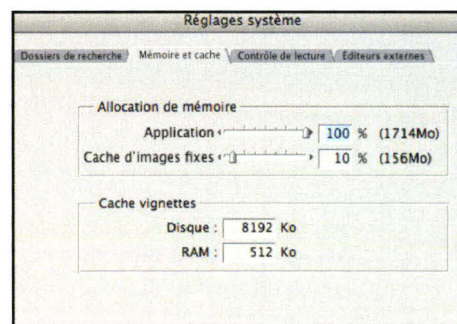 Réglages système
Dossiers de recherche Mémoire et cache Contrôle de lecture Éditeurs externes
Allocation de mémoire
Application 100 % (1714Mo)
Cache d'images fixes 10 % (156Mo)
Cache vignettes
Disque : 8192 Ko
RAM : 512 Ko